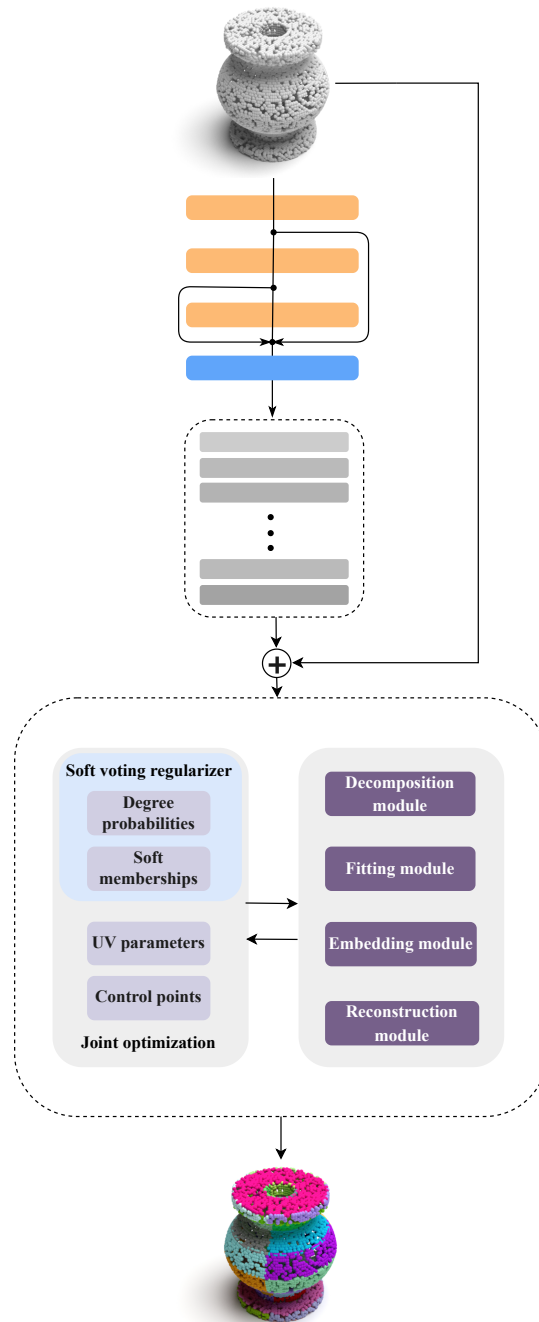 Soft voting regularizer
Degree
probabilities
Soft
memberships
UV parameters
Control points
Joint optimization
Decomposition
module
Fitting module
Embedding module
Reconstruction
module